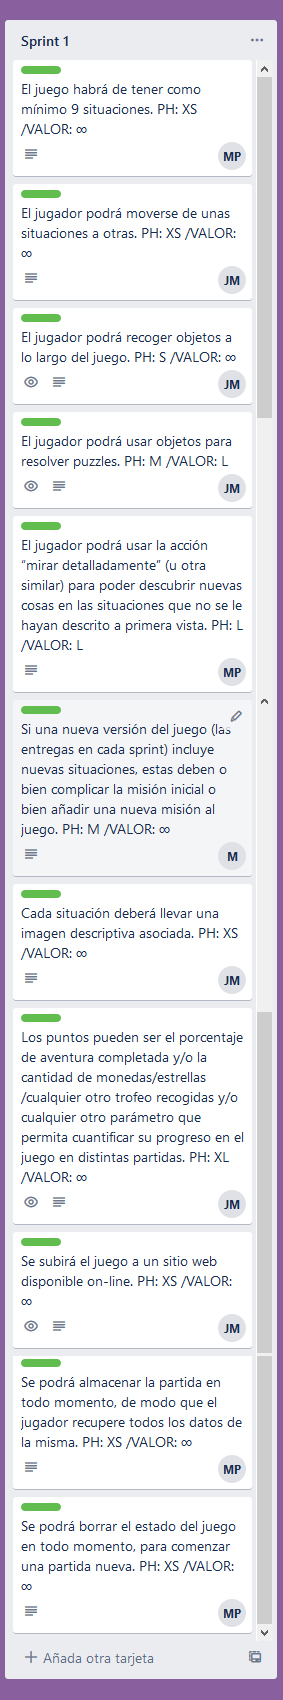 Sprint 1
El juego habrá de tener como
mínimo 9 situaciones. PH: XS
/VALOR: ∞
MP
El jugador podrá moverse de unas
situaciones a otras. PH: XS /VALOR:
∞
JM
El jugador podrá recoger objetos a
lo largo del juego. PH: S /VALOR: ∞
JM
El jugador podrá usar objetos para
resolver puzzles. PH: M /VALOR: L
JM
El jugador podrá usar la acción
“mirar detalladamente” (u otra
similar) para poder descubrir nuevas
cosas en las situaciones que no se le
hayan descrito a primera vista. PH: L
/VALOR: L
MP
Si una nueva versión del juego (las
entregas en cada sprint) incluye
nuevas situaciones, estas deben o
bien complicar la misión inicial o
bien añadir una nueva misión al
juego. PH: M /VALOR: ∞
M
Cada situación deberá llevar una
imagen descriptiva asociada. PH: XS
/VALOR: ∞
JM
Los puntos pueden ser el porcentaje
de aventura completada y/o la
cantidad de monedas/estrellas
/cualquier otro trofeo recogidas y/o
cualquier otro parámetro que
permita cuantificar su progreso en el
juego en distintas partidas. PH: XL
/VALOR: ∞
JM
Se subirá el juego a un sitio web
disponible on-line. PH: XS /VALOR:
∞
JM
Se podrá almacenar la partida en
todo momento, de modo que el
jugador recupere todos los datos de
la misma. PH: XS /VALOR: ∞
MP
Se podrá borrar el estado del juego
en todo momento, para comenzar
una partida nueva. PH: XS /VALOR:
∞
MP
+ Añada otra tarjeta